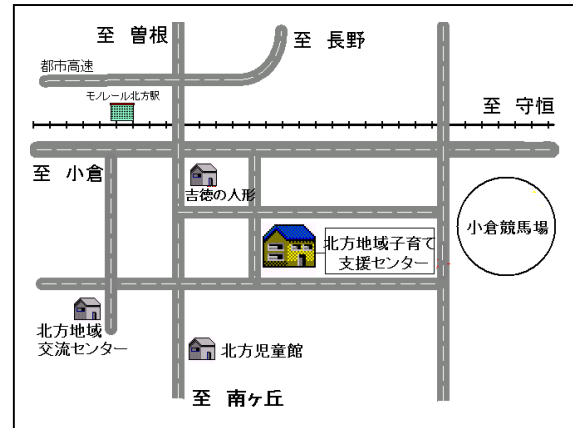 至 曽根
至 長野
都市高速
モノレール北方駅
至 守恒
至 小倉
吉徳の人形
小倉競馬場
北方地域子育て
支援センター
北方地域
交流センター
北方児童館
至 南ヶ丘